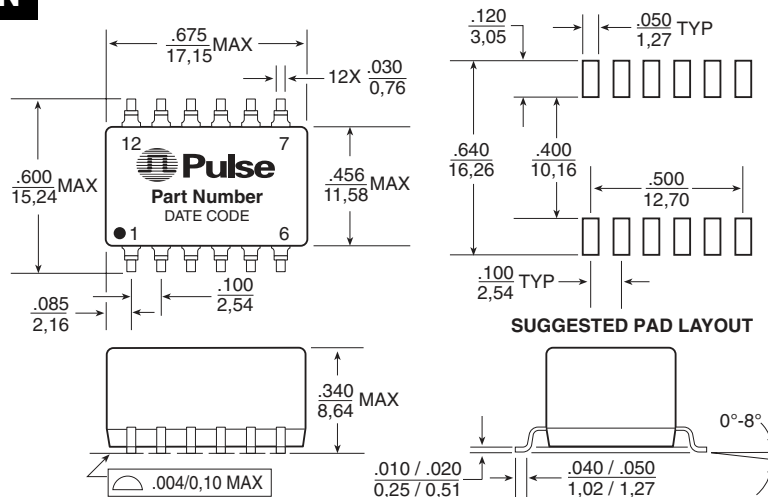 N
.675
17,15 MAX
12X .030
0,76
12 7
Pulse
Part Number
DATE CODE
1 6
.600
15,24 MAX
.456
11,58 MAX
.085
2,16
.100
2,54
.120
3,05
.050 TYP
1,27
.640
16,26
.400
10,16
.500
12,70
.100 TYP
2,54
SUGGESTED PAD LAYOUT
.340
8,64 MAX
.004/0,10 MAX
.010 / .020
0,25 / 0,51
.040 / .050
1,02 / 1,27
0°-8°